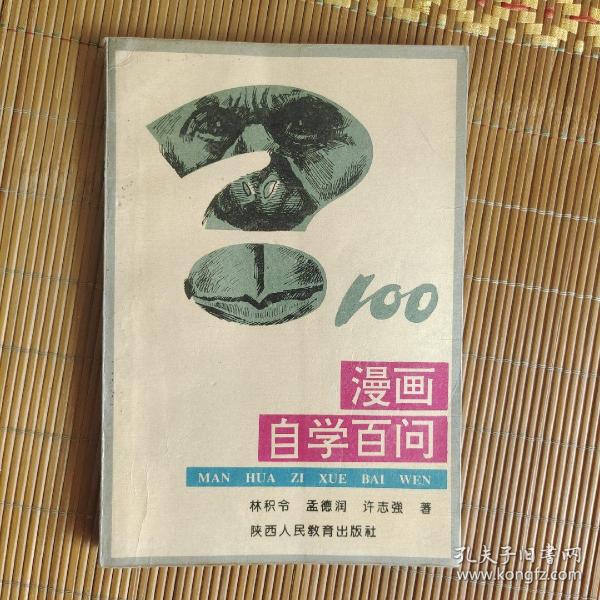 100
漫画
自学百问
MAN HUA ZI XUE BAI WEN
林积令 孟德润 许志強 著
陕西人民教育出版社
孔夫子旧书网
www.kongfz.com